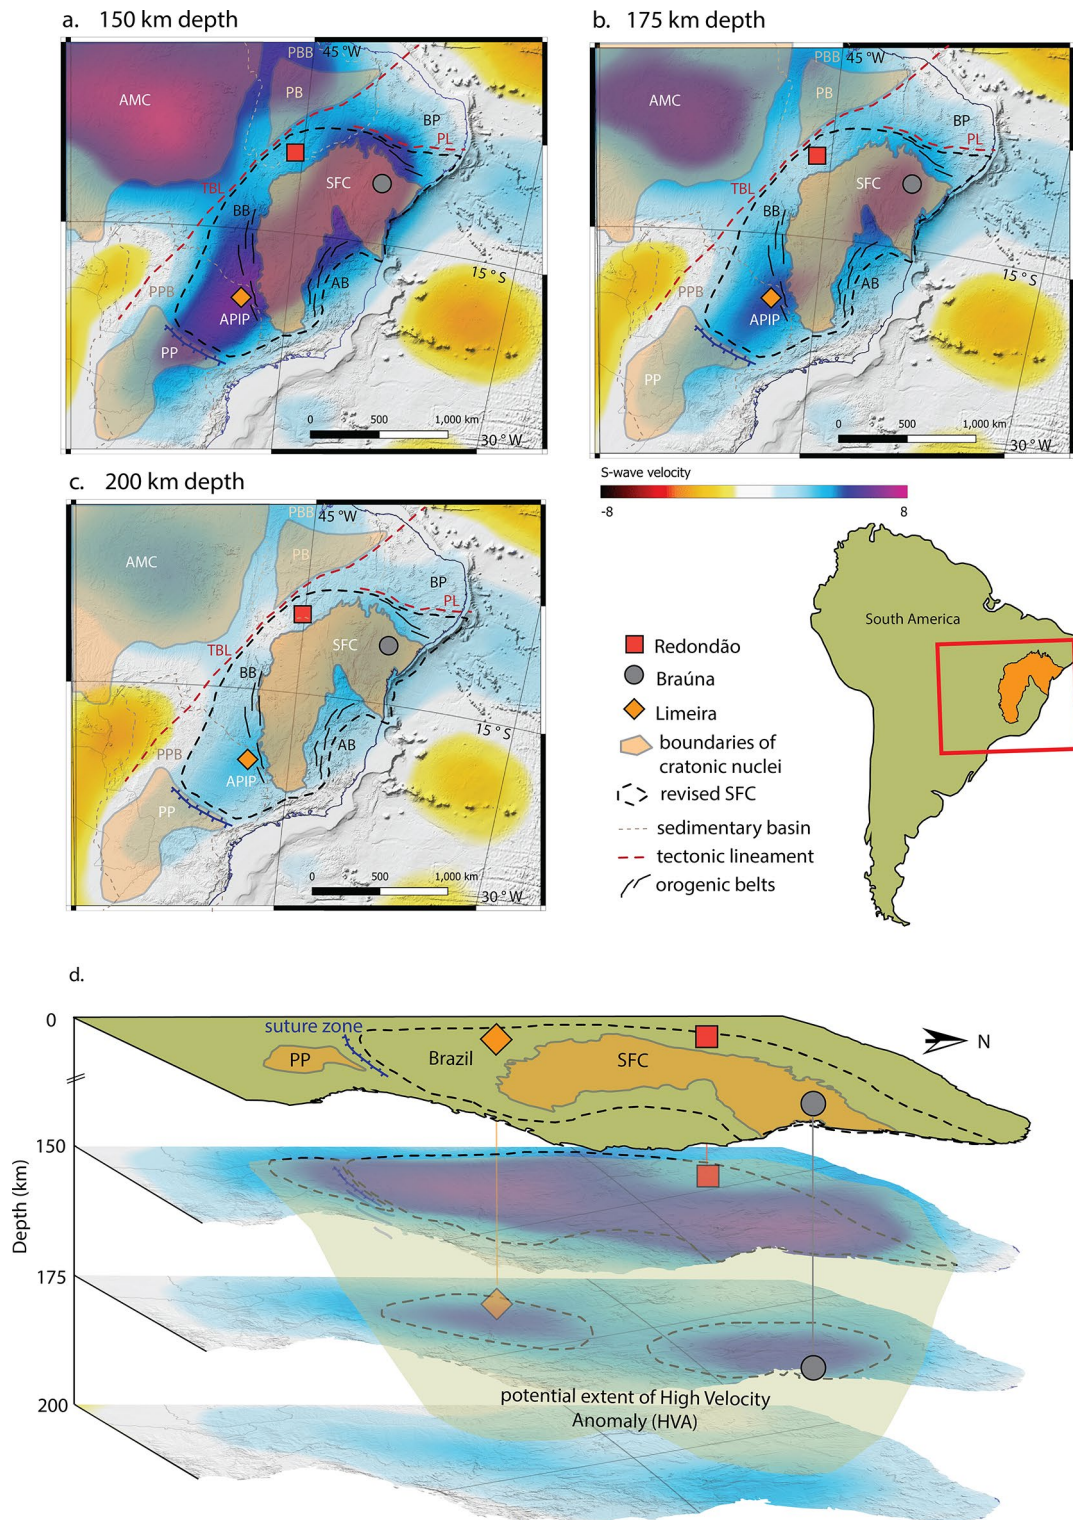 a. 150 km depth
PBB
45 °W
AMC
PB
BP
PL
TBL
SFC
BB
15 ° S
AB
PPB
APIP
PP
0 500 1,000 km
30 ° W
b. 175 km depth
PBB
45 °W
AMC
PB
BP
PL
TBL
SFC
BB
15 ° S
AB
PPB
APIP
PP
0 500 1,000 km
30 ° W
c. 200 km depth
PBB
45 °W
AMC
PB
BP
PL
TBL
SFC
BB
15 ° S
AB
PPB
APIP
PP
0 500 1,000 km
30 ° W
S-wave velocity
-8 8
South America
Redondão
Braúna
Limeira
boundaries of
cratonic nuclei
revised SFC
sedimentary basin
tectonic lineament
orogenic belts
d.
0
suture zone
PP
Brazil
SFC
N
150
Depth (km)
175
200
potential extent of High Velocity
Anomaly (HVA)